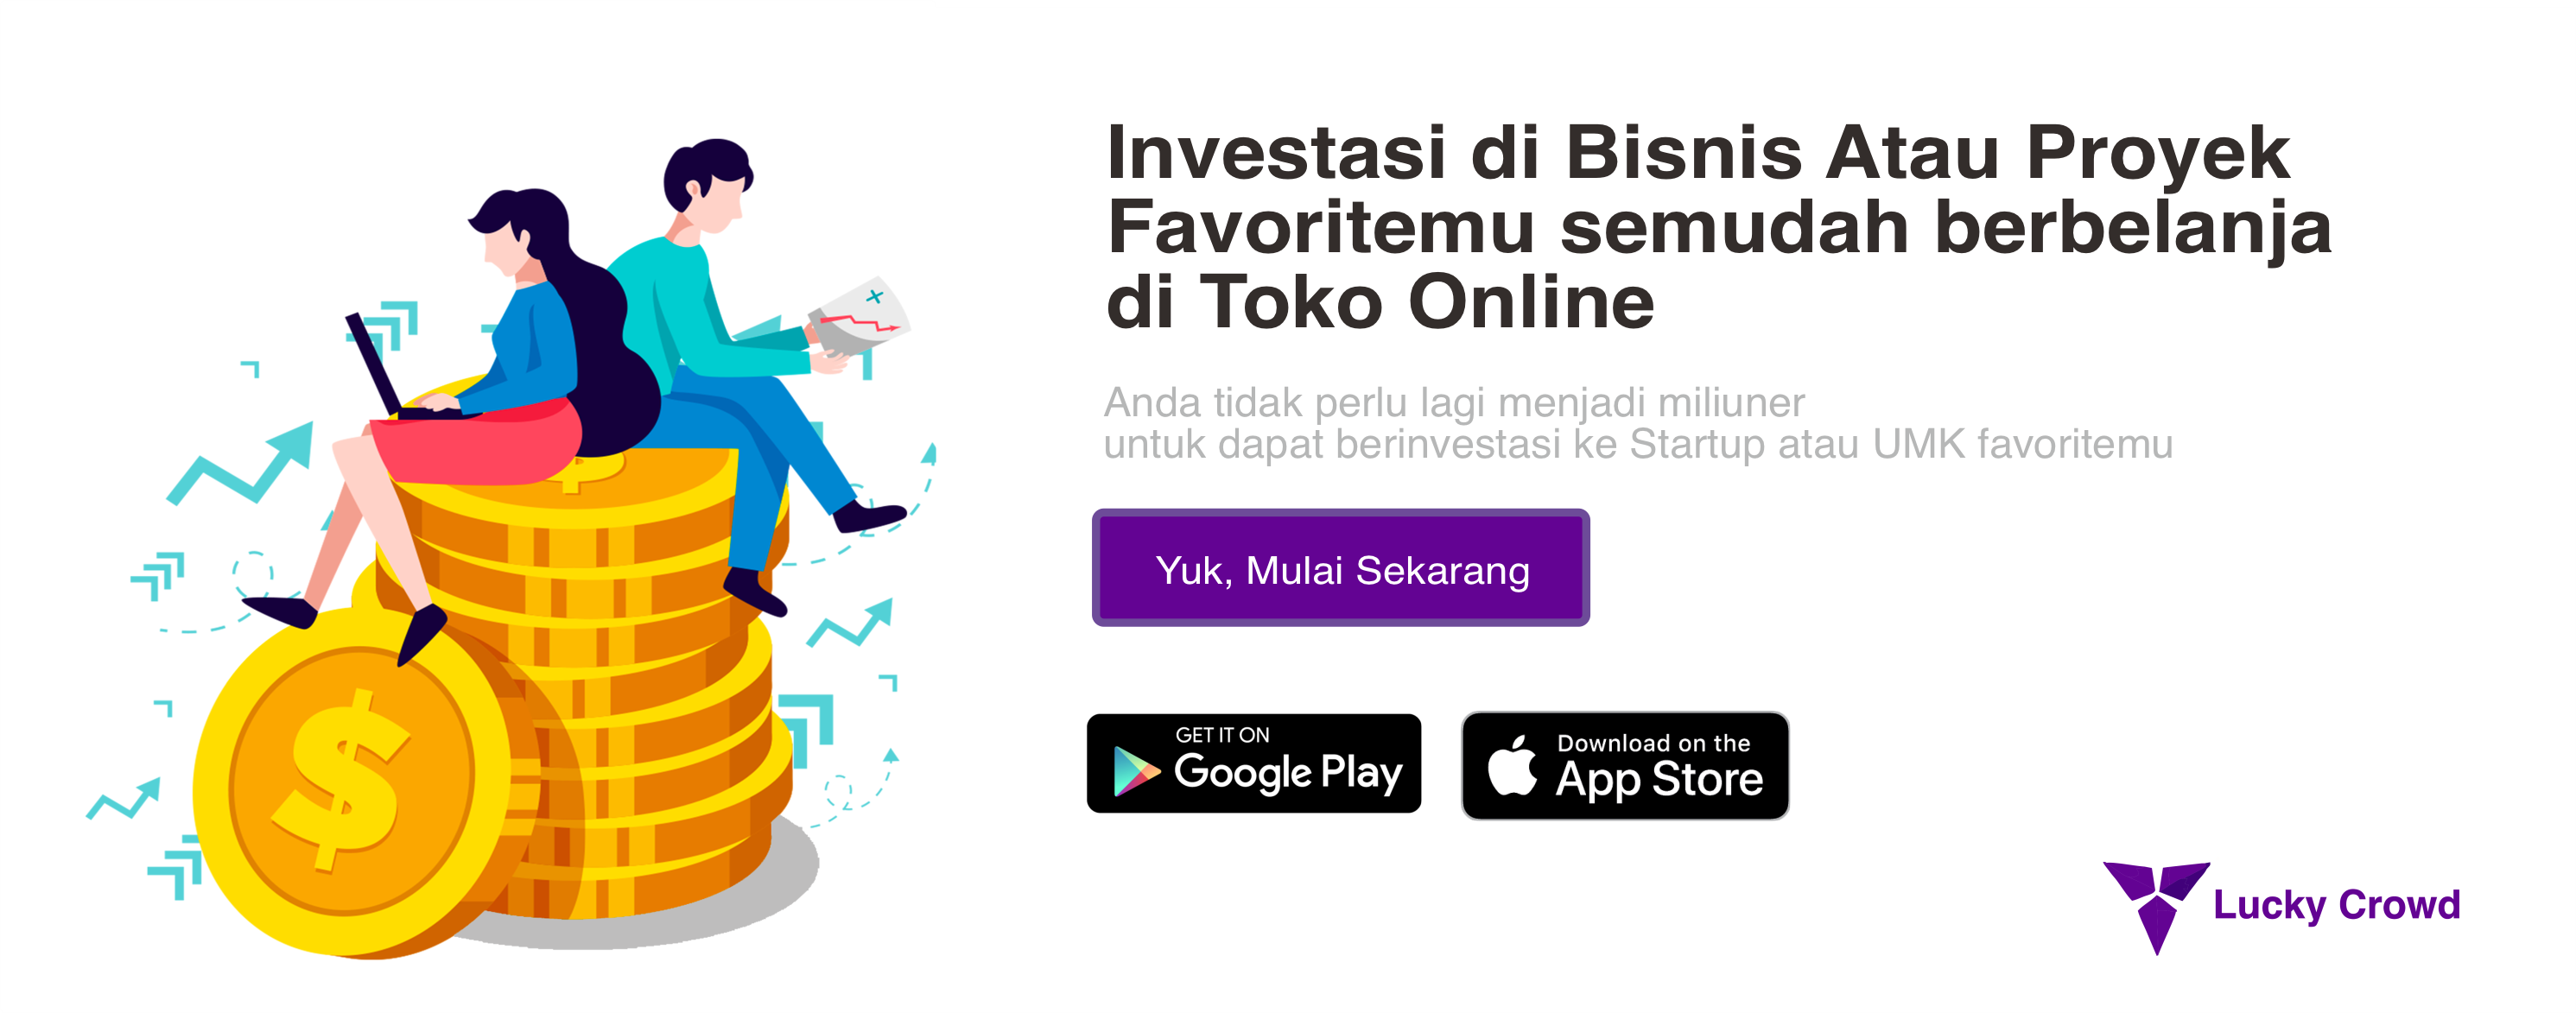 Investasi di Bisnis Atau Proyek
Favoritemu semudah berbelanja
di Toko Online
Anda tidak perlu lagi menjadi miliuner
untuk dapat berinvestasi ke Startup atau UMK favoritemu
Yuk, Mulai Sekarang
GET IT ON
Google Play
Download on the
App Store
Lucky Crowd
$